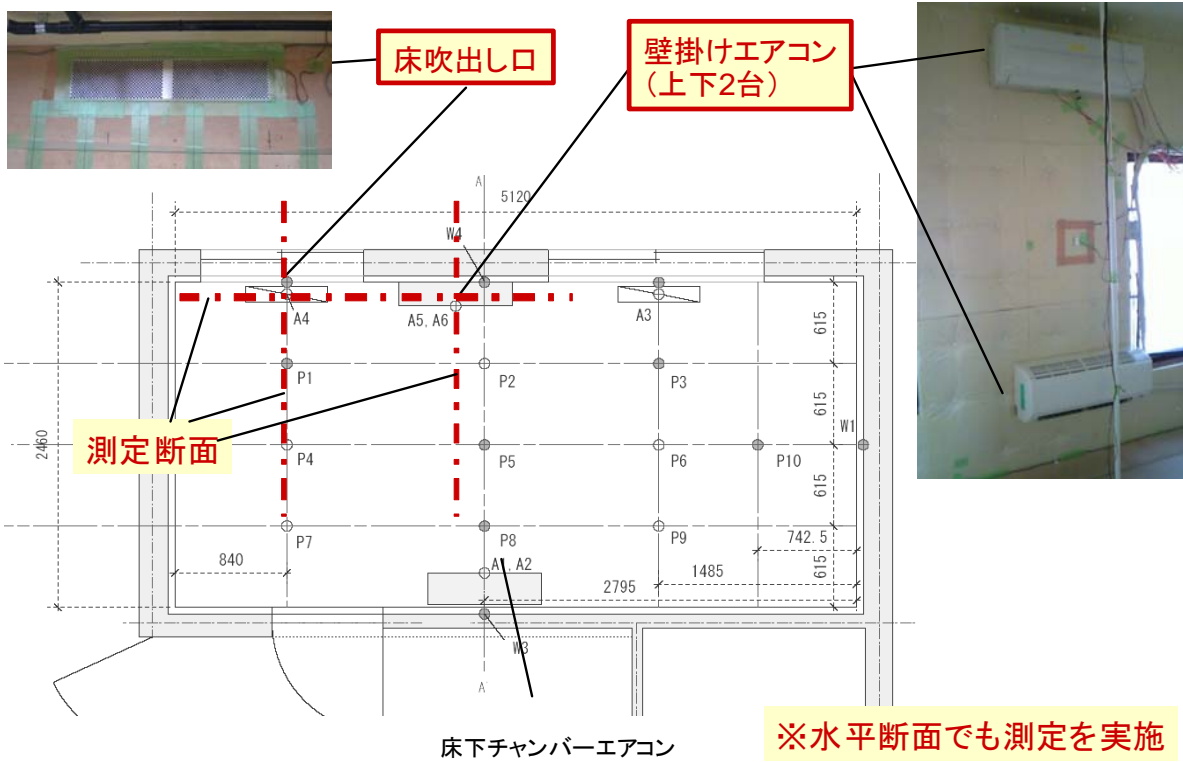 床吹出し口
壁掛けエアコン
（上下2台）
A
5120
W4
A4
A5, A6
A3
615
P1
P2
P3
測定断面
2460
615
W1
P4
P5
P6
P10
615
P7
P8
P9
742.5
840
A1, A2
1485
615
2795
W3
A'
床下チャンバーエアコン
※水平断面でも測定を実施